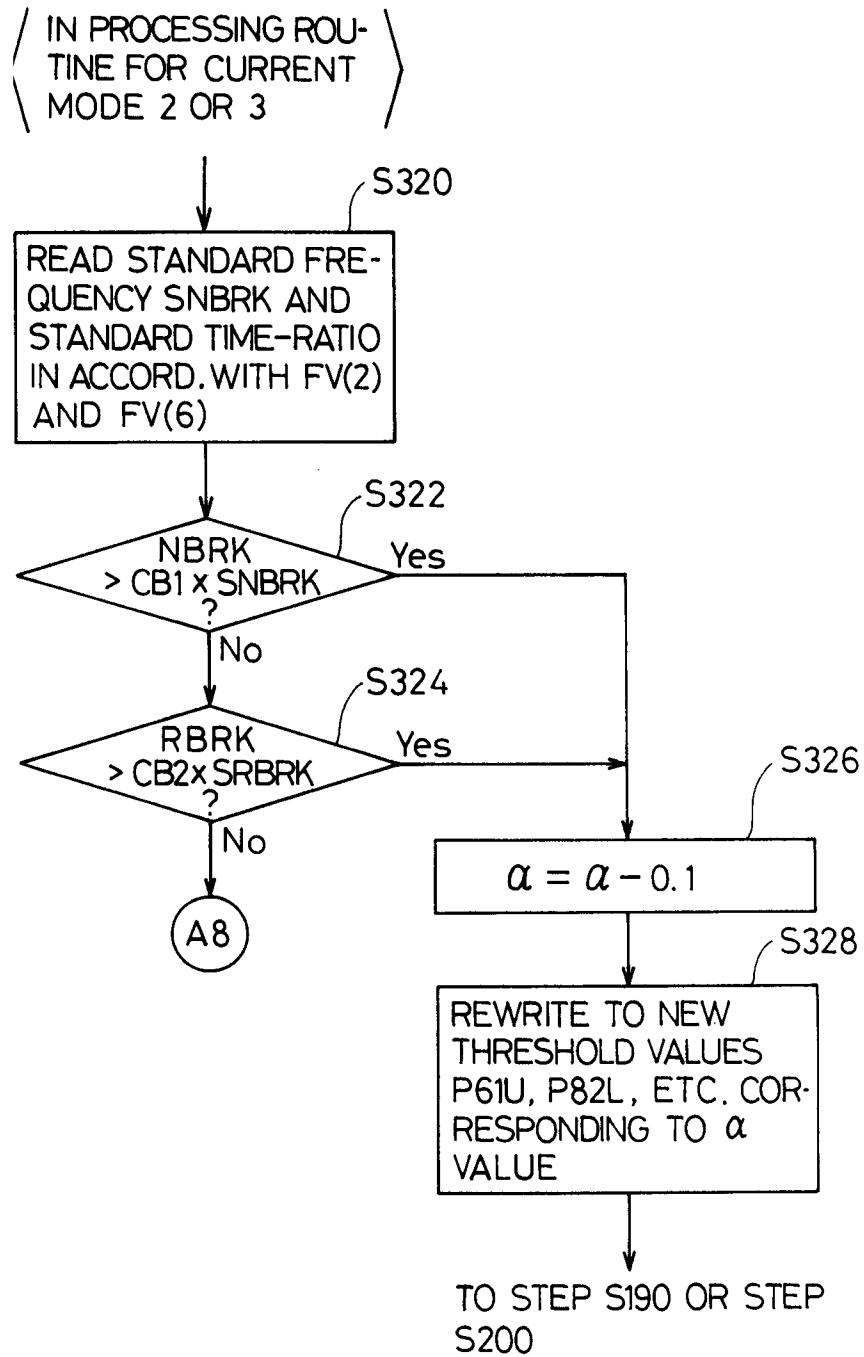 IN PROCESSING ROU-
TINE FOR CURRENT
MODE 2 OR 3
S320
READ STANDARD FRE-
QUENCY SNBRK AND
STANDARD TIME-RATIO
IN ACCORD. WITH FV(2)
AND FV(6)
S322
NBRK
> CB1 x SNBRK
?
Yes
No
S324
RBRK
> CB2 x SRBRK
?
Yes
No
A8
S326
α = α - 0.1
S328
REWRITE TO NEW
THRESHOLD VALUES
P61U, P82L, ETC. COR-
RESPONDING TO α
VALUE
TO STEP S190 OR STEP
S200